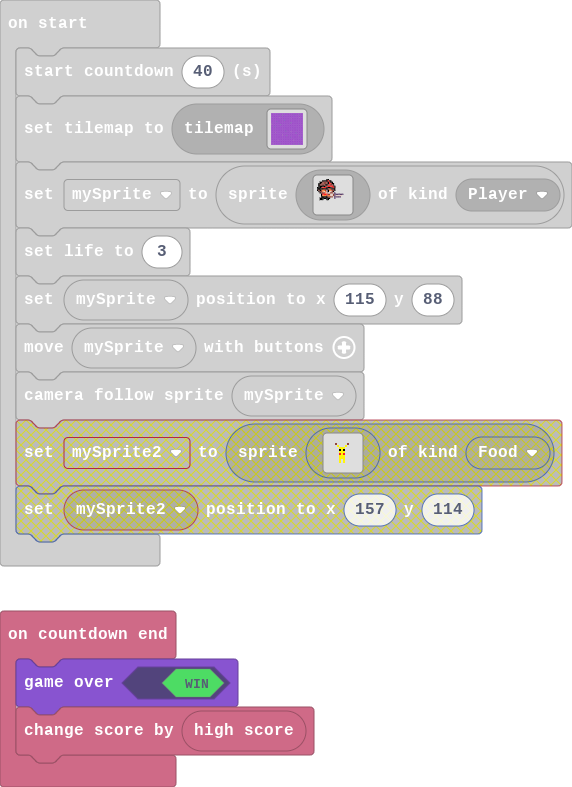 on start
start countdown 40 (s)
set tilemap to tilemap
set mySprite to sprite of kind Player
set life to 3
set mySprite position to x 115 y 88
move mySprite with buttons
camera follow sprite mySprite
set mySprite2 to sprite of kind Food
set mySprite2 position to x 157 y 114
on countdown end
game over WIN
change score by high score